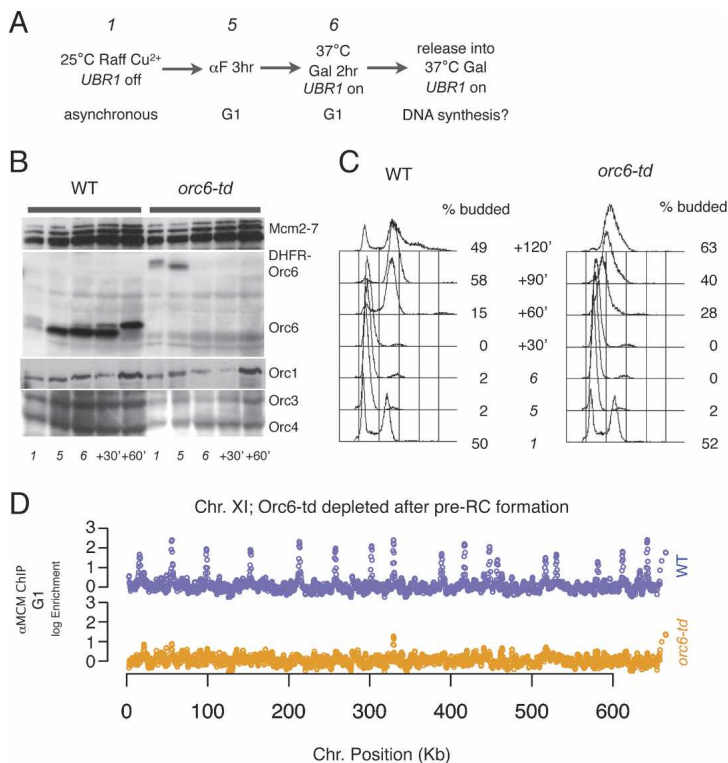 A
1
5
6
25°C Raff Cu²⁺
UBR1 off
αF 3hr
37°C
Gal 2hr
UBR1 on
release into
37°C Gal
UBR1 on
asynchronous
G1
G1
DNA synthesis?
B
WT
orc6-td
Mcm2-7
DHFR-
Orc6
Orc6
Orc1
Orc3
Orc4
1 5 6 +30' +60' 1 5 6 +30' +60'
C
WT
orc6-td
% budded
% budded
49 +120' 63
58 +90' 40
15 +60' 28
0 +30' 0
2 6 0
2 5 2
50 1 52
D
Chr. XI; Orc6-td depleted after pre-RC formation
αMCM ChIP
G1
log Enrichment
3
2
1
0
WT
3
2
1
0
orc6-td
0 100 200 300 400 500 600
Chr. Position (Kb)